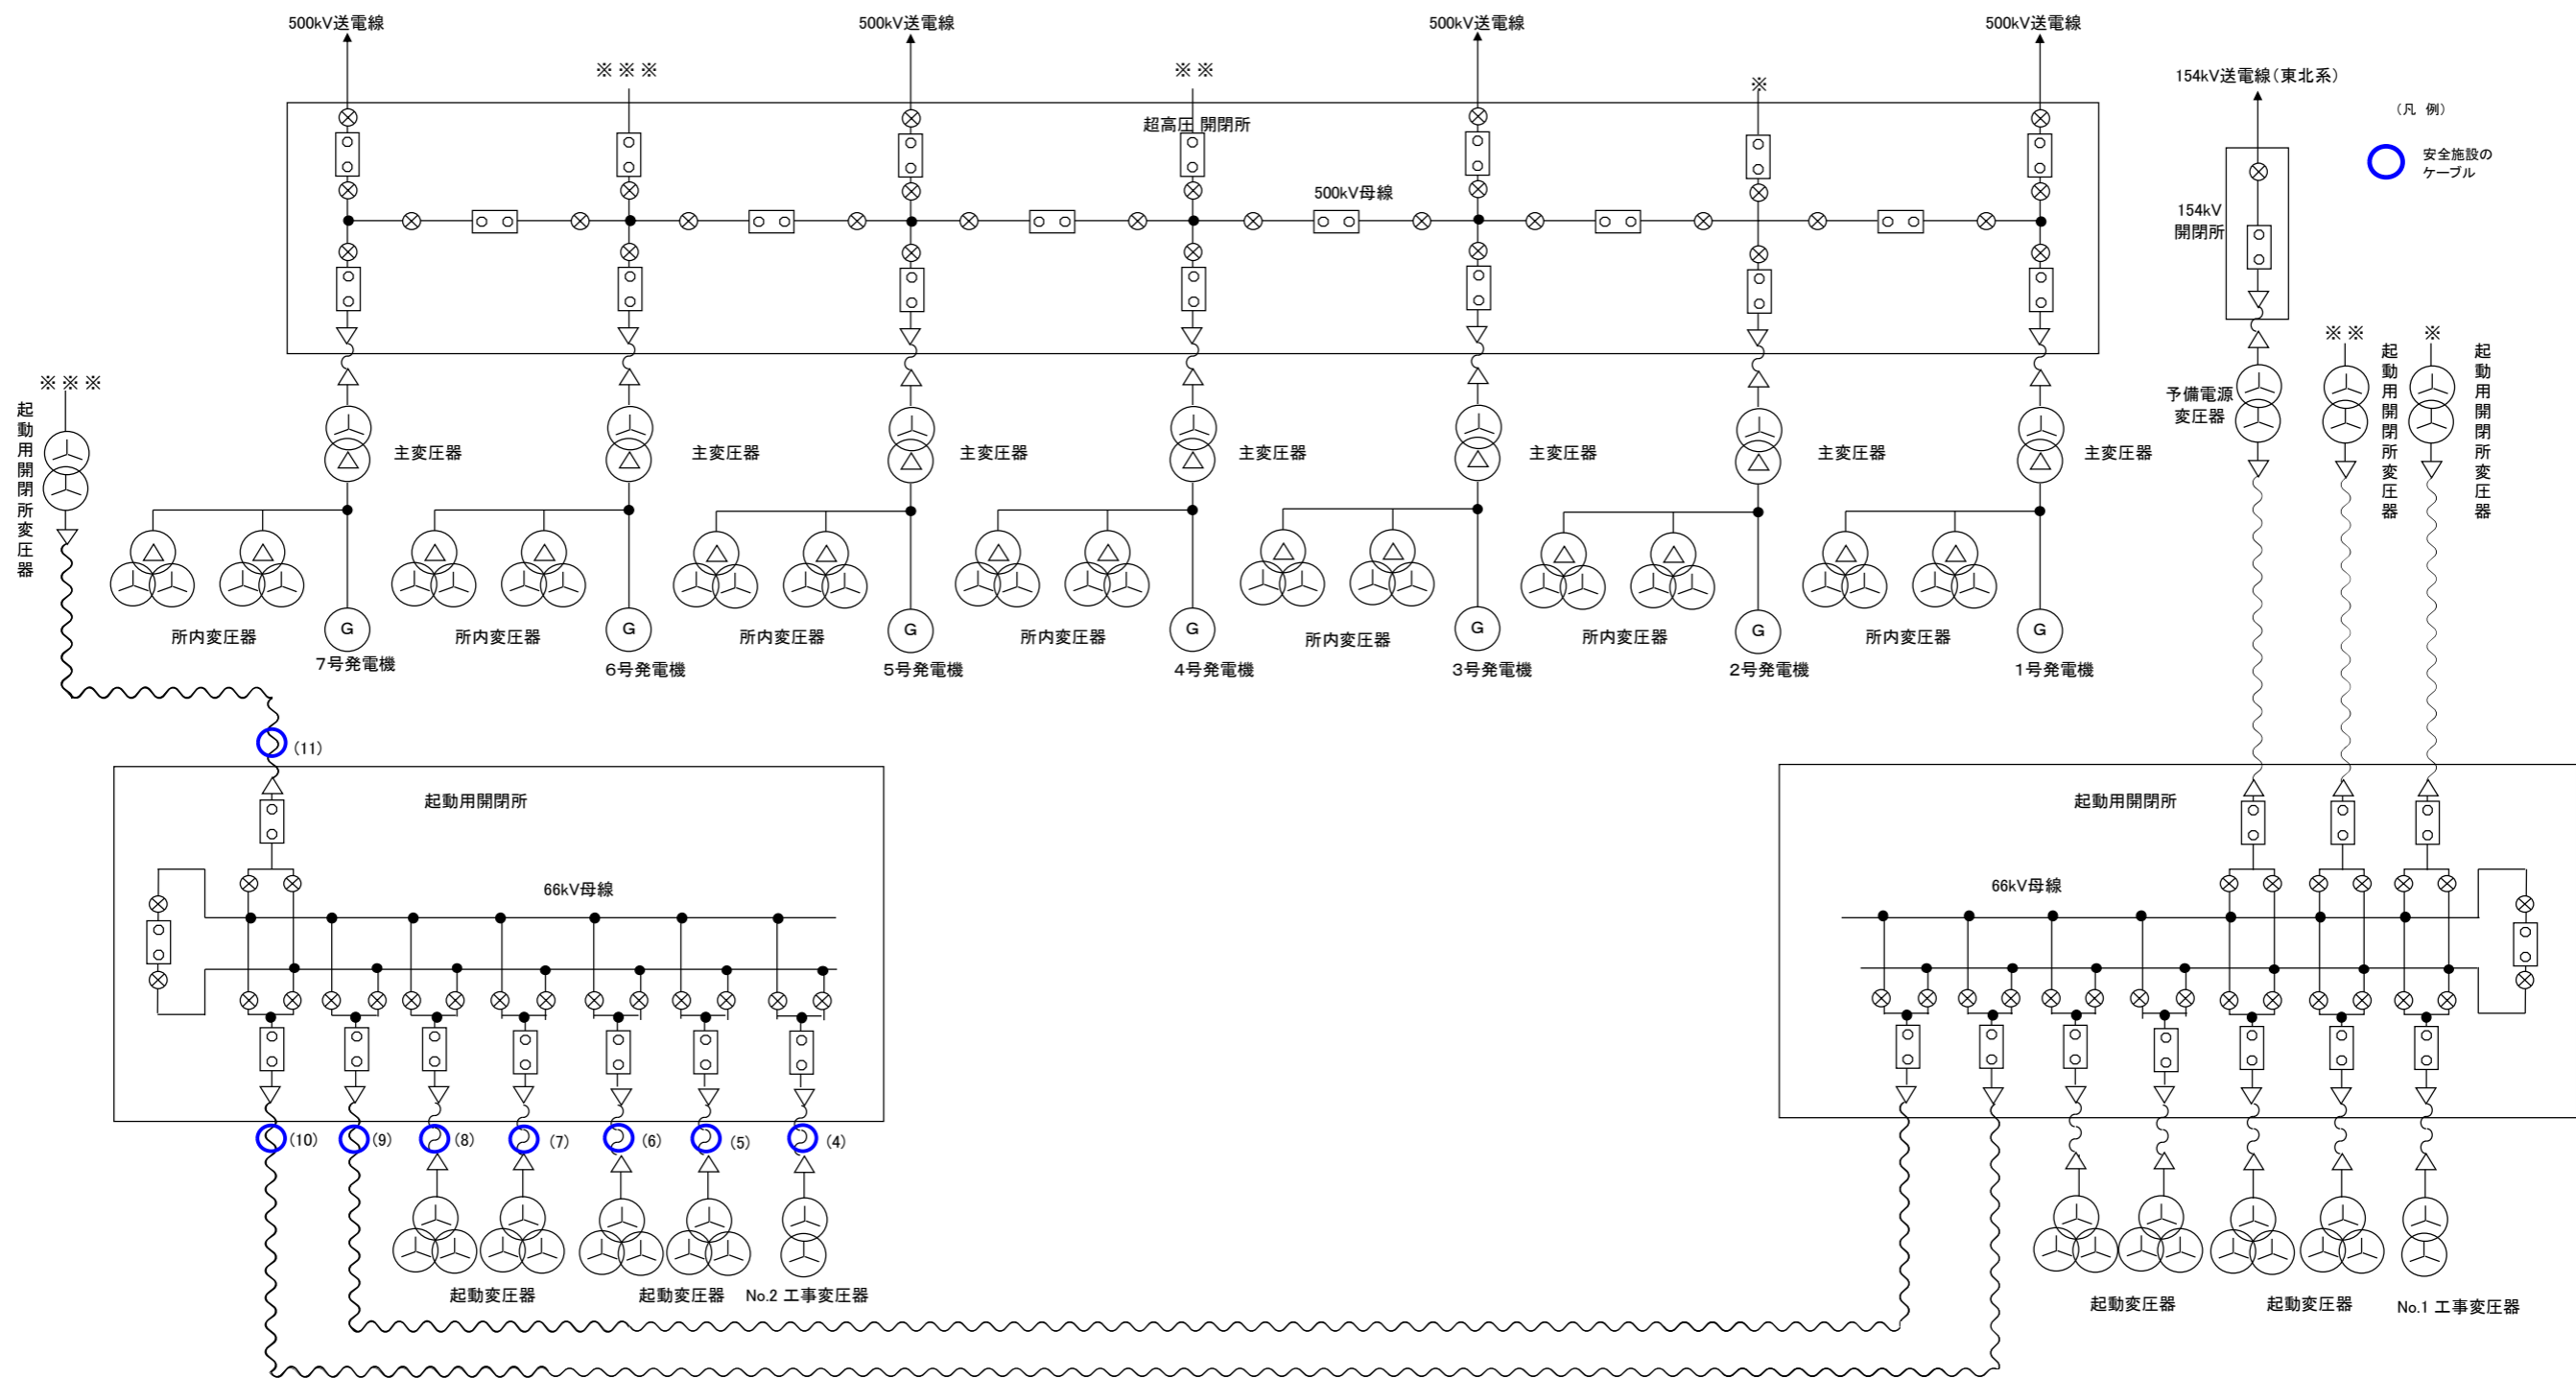 500kV送電線
500kV送電線
500kV送電線
500kV送電線
※※※
※※
※
154kV送電線(東北系)
(凡 例)
超高圧 開閉所
安全施設の
ケーブル
500kV母線
154kV
開閉所
※※※
起動用開閉所変圧器
※※
起動用開閉所変圧器
※
起動用開閉所変圧器
予備電源
変圧器
主変圧器
主変圧器
主変圧器
主変圧器
主変圧器
主変圧器
主変圧器
G
G
G
G
G
G
G
所内変圧器
所内変圧器
所内変圧器
所内変圧器
所内変圧器
所内変圧器
所内変圧器
7号発電機
6号発電機
5号発電機
4号発電機
3号発電機
2号発電機
1号発電機
(11)
起動用開閉所
起動用開閉所
66kV母線
66kV母線
(10)
(9)
(8)
(7)
(6)
(5)
(4)
起動変圧器
起動変圧器
No.2 工事変圧器
起動変圧器
起動変圧器
No.1 工事変圧器